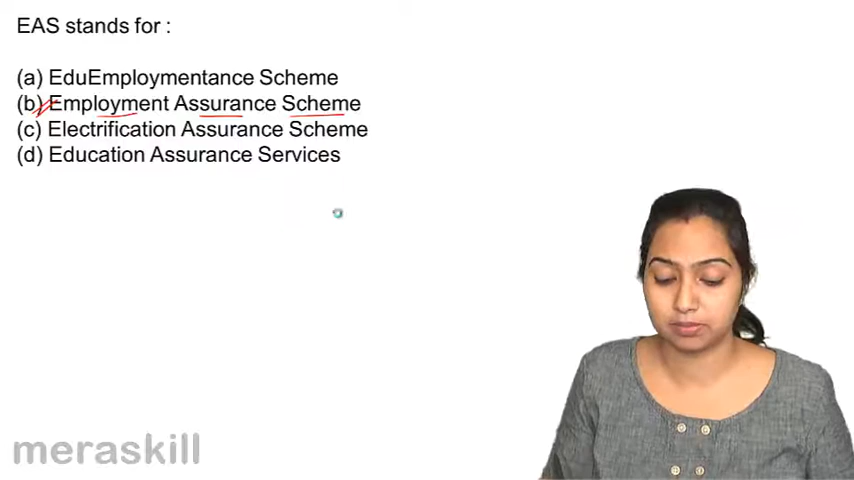 EAS stands for :
(a) EduEmploymentance Scheme
(b) Employment Assurance Scheme
(c) Electrification Assurance Scheme
(d) Education Assurance Services
meraskill